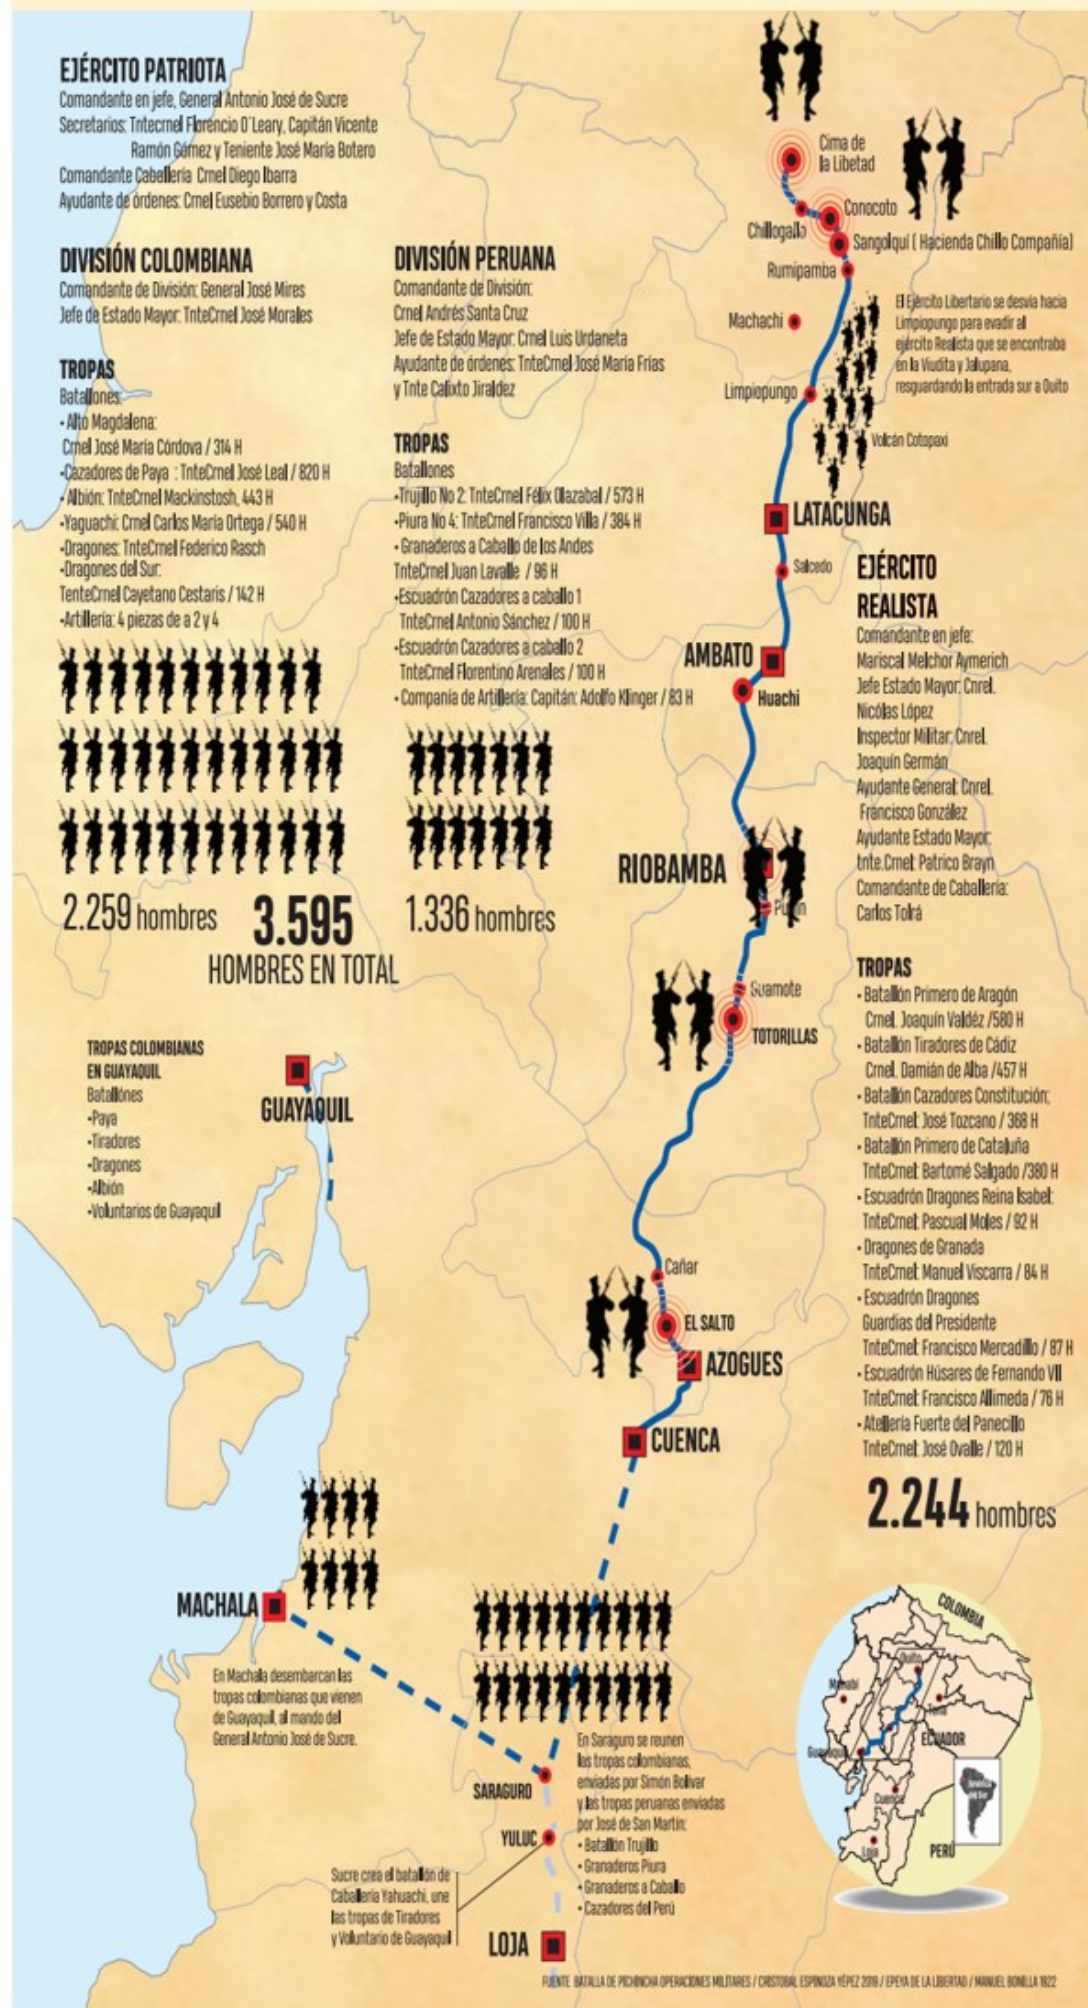 EJÉRCITO PATRIOTA
Comandante en jefe, General Antonio José de Sucre
Secretarios: Tntecrnel Florencio O´Leary, Capitán Vicente
Ramón Gómez y Teniente José María Botero
Comandante Cabellería Crnel Diego Ibarra
Ayudante de órdenes: Crnel Eusebio Borrero y Costa
DIVISIÓN COLOMBIANA
Comandante de División: General José Mires
Jefe de Estado Mayor: TnteCrnel José Morales
TROPAS
Batallones:
• Alto Magdalena:
Crnel José María Córdova / 314 H
•Cazadores de Paya : TnteCrnel José Leal / 820 H
• Albión: TnteCrnel Mackinstosh, 443 H
•Yaguachi: Crnel Carlos María Ortega / 540 H
•Dragones: TnteCrnel Federico Rasch
•Dragones del Sur:
TenteCrnel Cayetano Cestaris / 142 H
•Artillería: 4 piezas de a 2 y 4
2.259 hombres
DIVISIÓN PERUANA
Comandante de División:
Crnel Andrés Santa Cruz
Jefe de Estado Mayor: Crnel Luis Urdaneta
Ayudante de órdenes: TnteCrnel José María Frías
y Tnte Calixto Jiraldez
TROPAS
Batallones
•Trujillo No 2: TnteCrnel Félix Olazabal / 573 H
•Piura No 4: TnteCrnel Francisco Villa / 384 H
• Granaderos a Caballo de los Andes
TnteCrnel Juan Lavalle / 96 H
•Escuadrón Cazadores a caballo 1
TnteCrnel Antonio Sánchez / 100 H
•Escuadrón Cazadores a caballo 2
TnteCrnel Florentino Arenales / 100 H
• Companía de Artillería: Capitán: Adolfo Klinger / 83 H
1.336 hombres
3.595
HOMBRES EN TOTAL
Cima de
la Libetad
Conocoto
Chillogallo
Sangolquí ( Hacienda Chillo Compañía)
Rumipamba
Machachi
El Ejército Libertario se desvía hacia
Limpiopungo para evadir al
ejército Realista que se encontraba
en la Viudita y Jalupana,
resguardando la entrada sur a Quito
Limpiopungo
Volcán Cotopaxi
LATACUNGA
Salcedo
AMBATO
Huachi
RIOBAMBA
Guamote
TOTORILLAS
Cañar
EL SALTO
AZOGUES
CUENCA
EJÉRCITO
REALISTA
Comandante en jefe:
Mariscal Melchor Aymerich
Jefe Estado Mayor: Cnrel.
Nicólas López
Inspector Militar: Cnrel.
Joaquín Germán
Ayudante General: Cnrel.
Francisco González
Ayudante Estado Mayor:
tnte.Crnel: Patrico Brayn
Comandante de Caballería:
Carlos Tolrá
TROPAS
• Batallón Primero de Aragón
Crnel. Joaquín Valdéz /580 H
• Batallón Tiradores de Cádiz
Crnel. Damián de Alba /457 H
• Batallón Cazadores Constitución:
TnteCrnel: José Tozcano / 368 H
• Batallón Primero de Cataluña
TnteCrnel: Bartomé Salgado /380 H
• Escuadrón Dragones Reina Isabel:
TnteCrnel: Pascual Moles / 92 H
• Dragones de Granada
TnteCrnel: Manuel Viscarra / 84 H
• Escuadrón Dragones
Guardias del Presidente
TnteCrnel: Francisco Mercadillo / 87 H
• Escuadrón Húsares de Fernando VII
TnteCrnel: Francisco Allimeda / 76 H
• Atellería Fuerte del Panecillo
TnteCrnel: José Ovalle / 120 H
2.244 hombres
TROPAS COLOMBIANAS
EN GUAYAQUIL
Batallónes
•Paya
•Tiradores
•Dragones
•Albión
•Voluntarios de Guayaquil
GUAYAQUIL
MACHALA
En Machala desembarcan las
tropas colombianas que vienen
de Guayaquil, al mando del
General Antonio José de Sucre.
SARAGURO
En Saraguro se reunen
las tropas colombianas,
enviadas por Simón Bolívar
y las tropas peruanas enviadas
por José de San Martín:
• Batallón Trujillo
• Granaderos Piura
• Granaderos a Caballo
• Cazadores del Perú
YULUC
Sucre crea el batallón de
Caballería Yahuachi, une
las tropas de Tiradores
y Voluntario de Guayaquil
LOJA
COLOMBIA
Quito
Manabí
Tena
ECUADOR
Guayaquil
Cuenca
América
del Sur
Loja
PERÚ
FUENTE BATALLA DE PICHINCHA OPERACIONES MILITARES / CRISTOBAL ESPINOZA YÉPEZ 2019 / EPEYA DE LA LIBERTAD / MANUEL BONILLA 1922